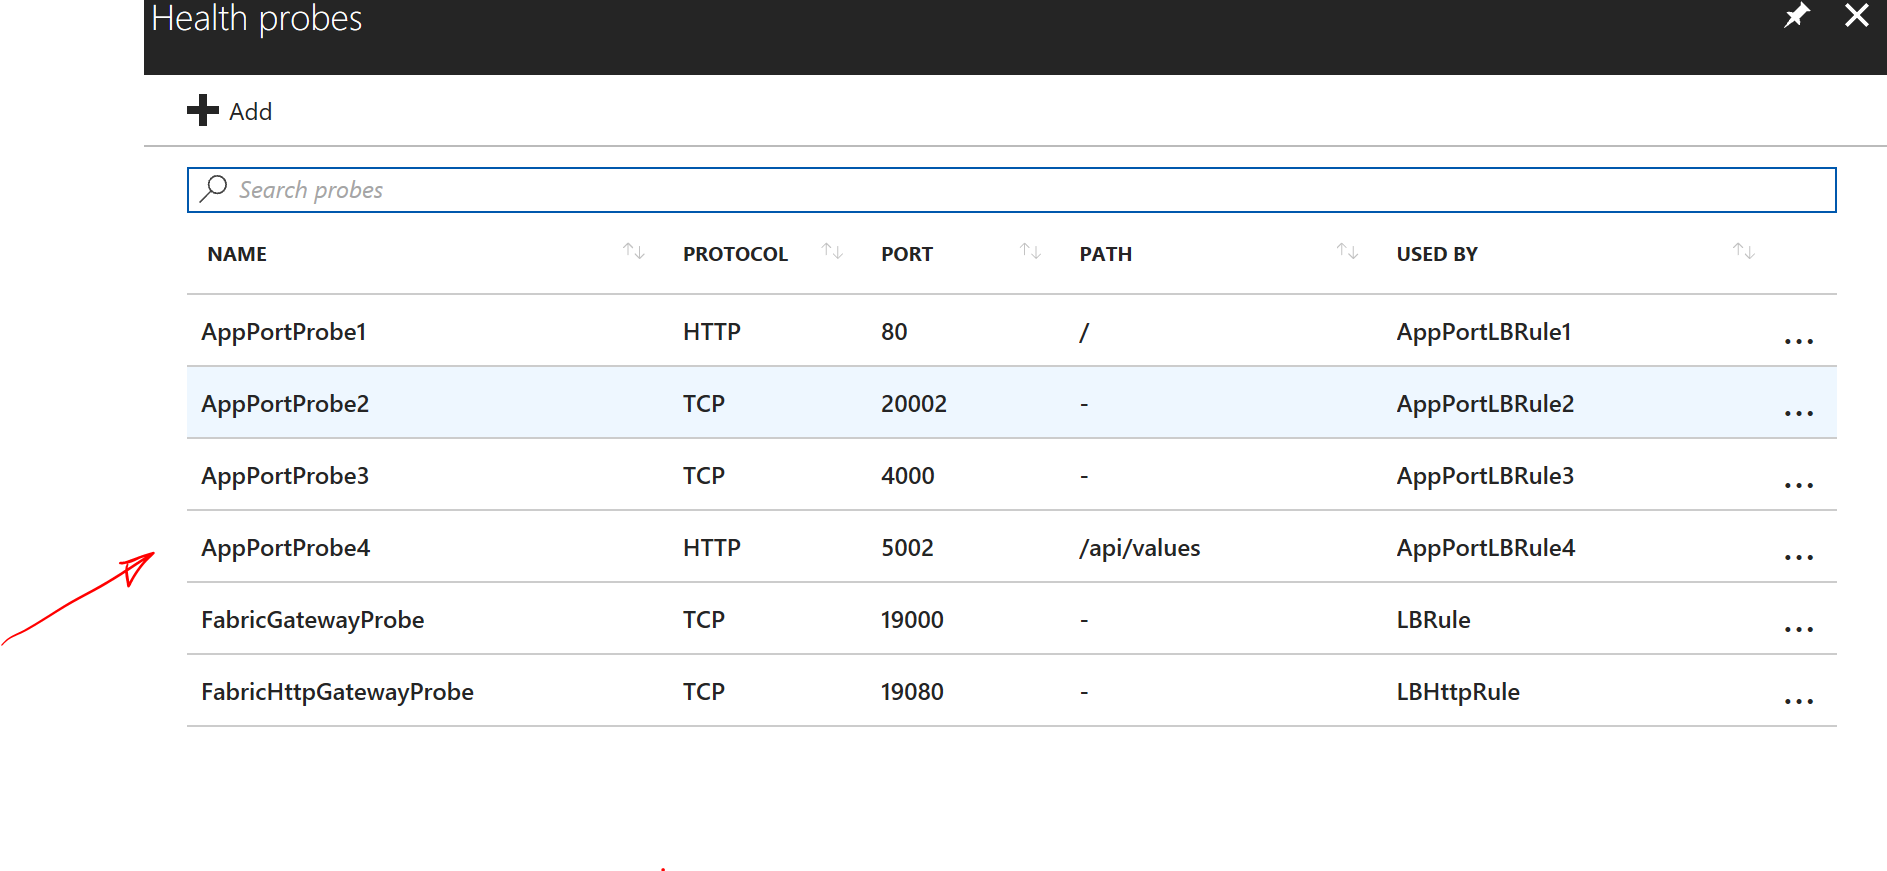 Health probes
Add
Search probes
NAME PROTOCOL PORT PATH USED BY
AppPortProbe1 HTTP 80 / AppPortLBRule1 ...
AppPortProbe2 TCP 20002 - AppPortLBRule2 ...
AppPortProbe3 TCP 4000 - AppPortLBRule3 ...
AppPortProbe4 HTTP 5002 /api/values AppPortLBRule4 ...
FabricGatewayProbe TCP 19000 - LBRule ...
FabricHttpGatewayProbe TCP 19080 - LBHttpRule ...